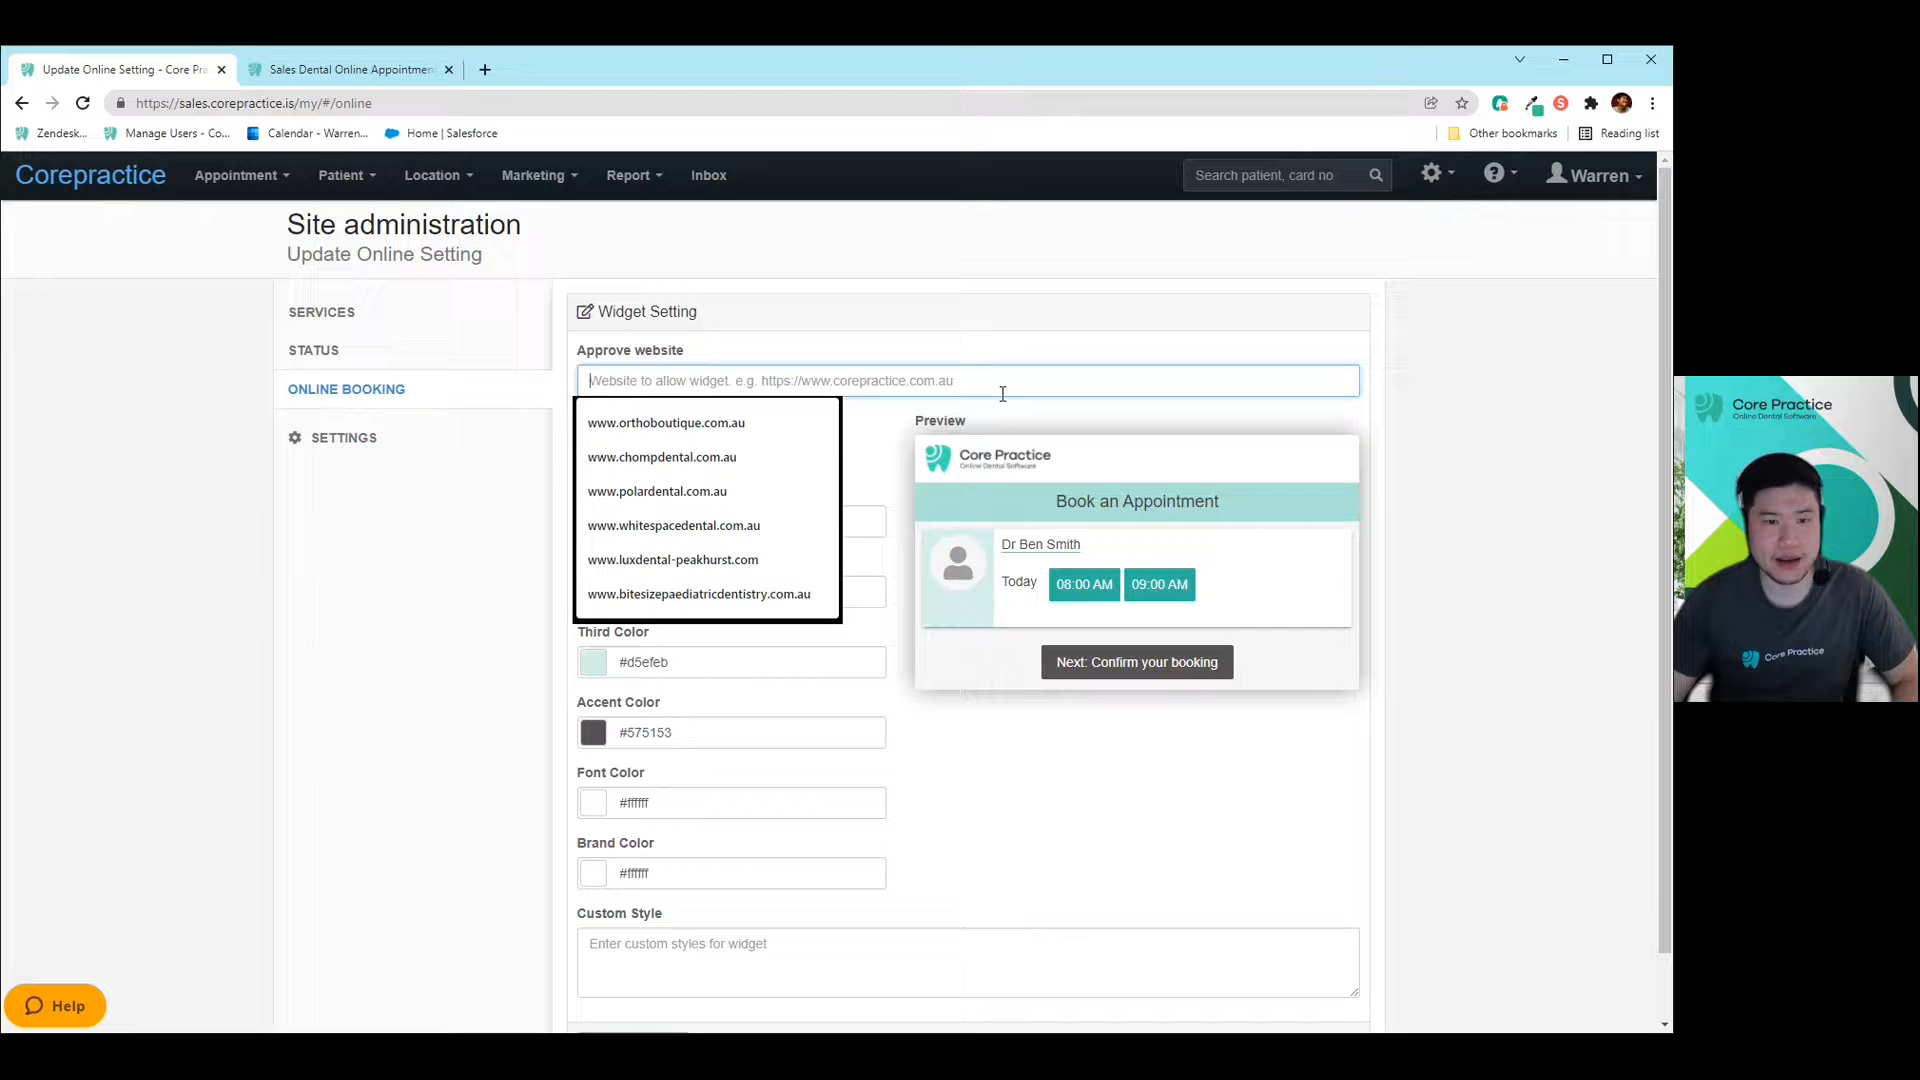 Update Online Setting - Core Pra
Sales Dental Online Appointment
https://sales.corepractice.is/my/#/online
Zendesk...
Manage Users - Co...
Calendar - Warren...
Home | Salesforce
Other bookmarks
Reading list
Corepractice
Appointment
Patient
Location
Marketing
Report
Inbox
Search patient, card no
Warren
Site administration
Update Online Setting
SERVICES
STATUS
ONLINE BOOKING
SETTINGS
Widget Setting
Approve website
Website to allow widget. e.g. https://www.corepractice.com.au
www.orthoboutique.com.au
www.chompdental.com.au
www.polardental.com.au
www.whitespacedental.com.au
www.luxdental-peakhurst.com
www.bitesizepaediatricdentistry.com.au
Third Color
#d5efeb
Accent Color
#575153
Font Color
#ffffff
Brand Color
#ffffff
Custom Style
Enter custom styles for widget
Preview
Core Practice
Online Dental Software
Book an Appointment
Dr Ben Smith
Today 08:00 AM 09:00 AM
Next: Confirm your booking
Help
Core Practice
Online Dental Software
Core Practice